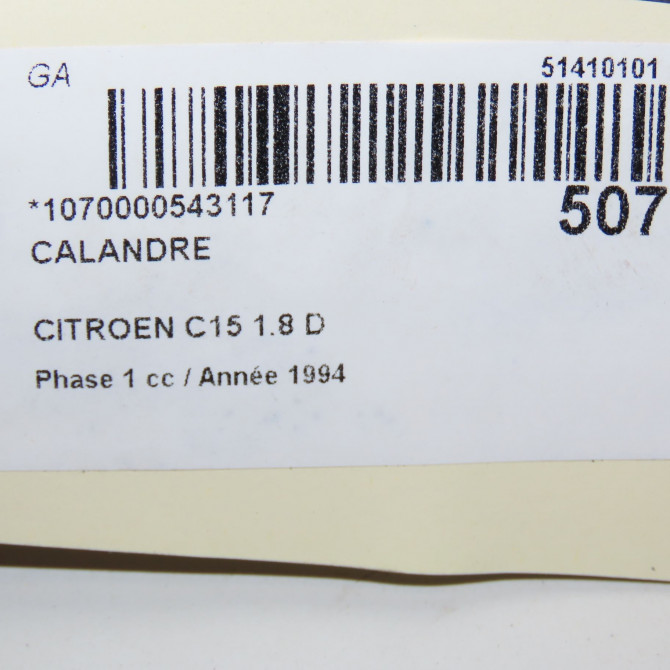 GA 51410101
*1070000543117 507
CALANDRE
CITROEN C15 1.8 D
Phase 1 cc / Année 1994